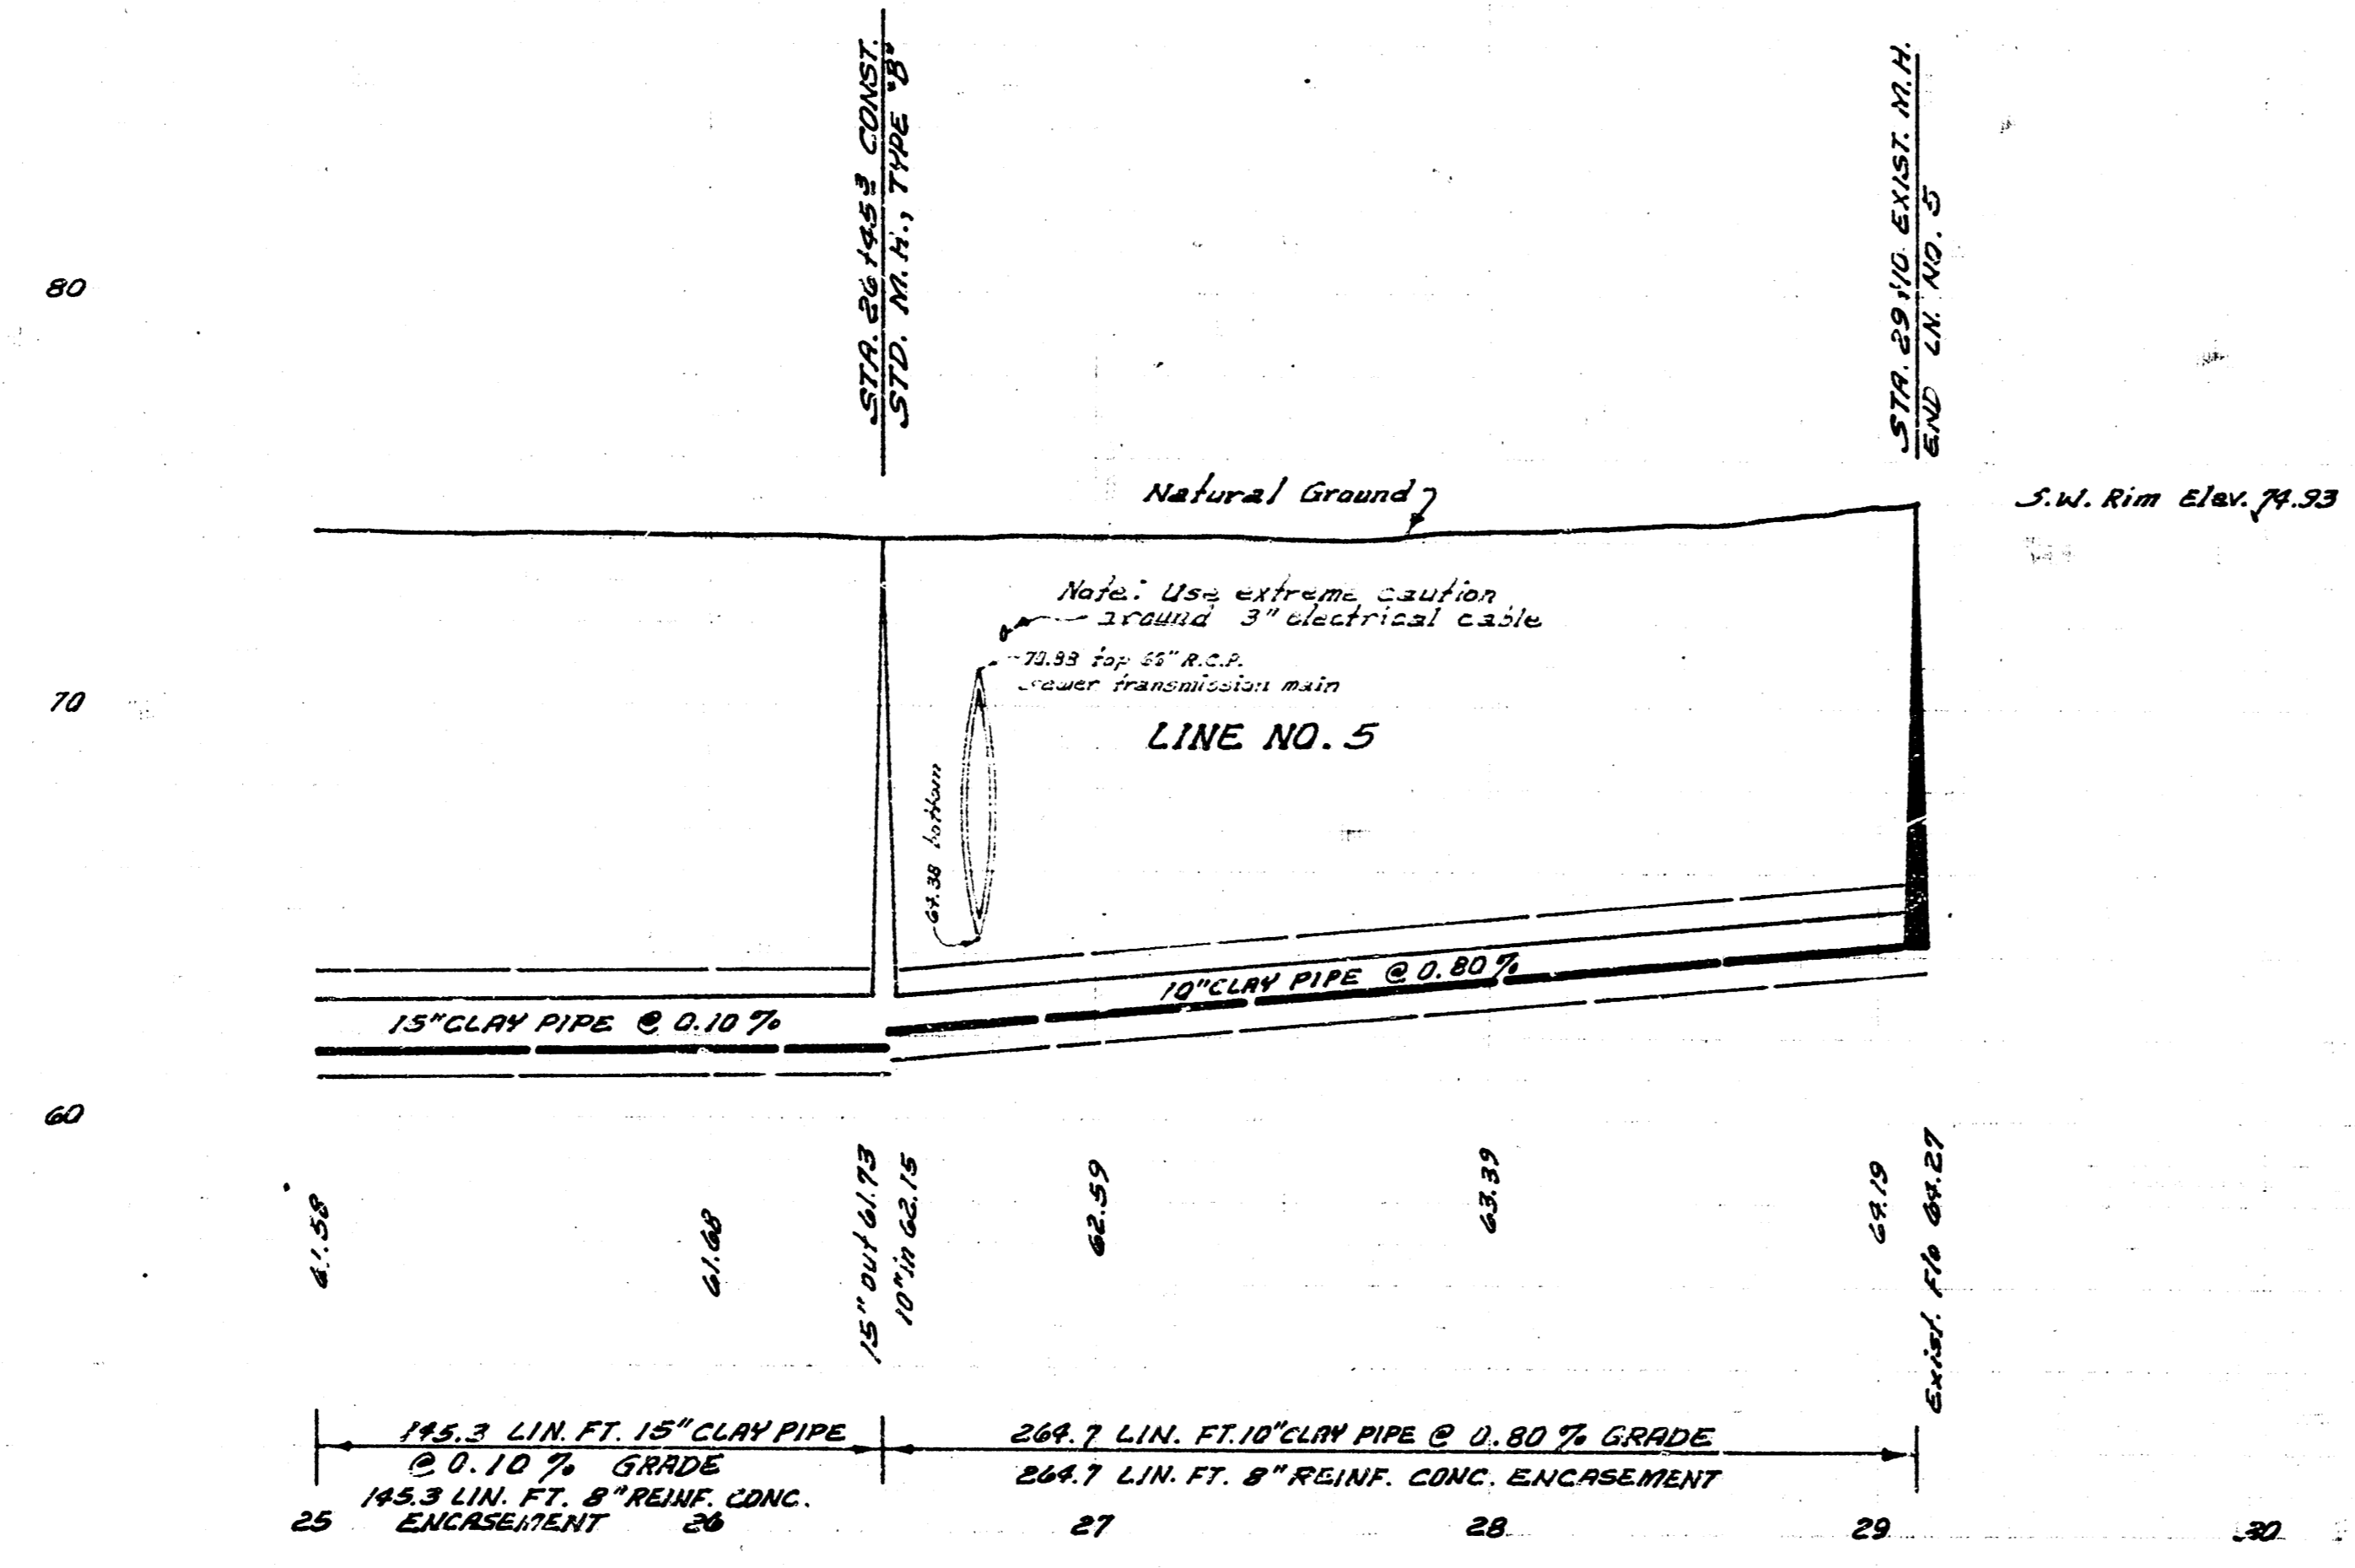 STA. 26+45.3 CONST.
STD. M.H., TYPE "B"
STA. 29+10 EXIST. M.H.
END LN. NO. 5
80
Natural Ground
S.W. Rim Elev. 74.93
Note: Use extreme caution
around 3" electrical cable
top 66" R.C.P.
sewer transmission main
70
LINE NO. 5
64.38 bottom
10" CLAY PIPE @ 0.80 %
15" CLAY PIPE @ 0.10 %
60
61.58
61.68
15" out 61.73
10" in 62.15
62.59
63.39
64.19
Exist. Flo 64.27
145.3 LIN. FT. 15" CLAY PIPE
@ 0.10 % GRADE
145.3 LIN. FT. 8" REINF. CONC.
ENCASEMENT
264.7 LIN. FT. 10" CLAY PIPE @ 0.80 % GRADE
264.7 LIN. FT. 8" REINF. CONC. ENCASEMENT
25 26 27 28 29 30